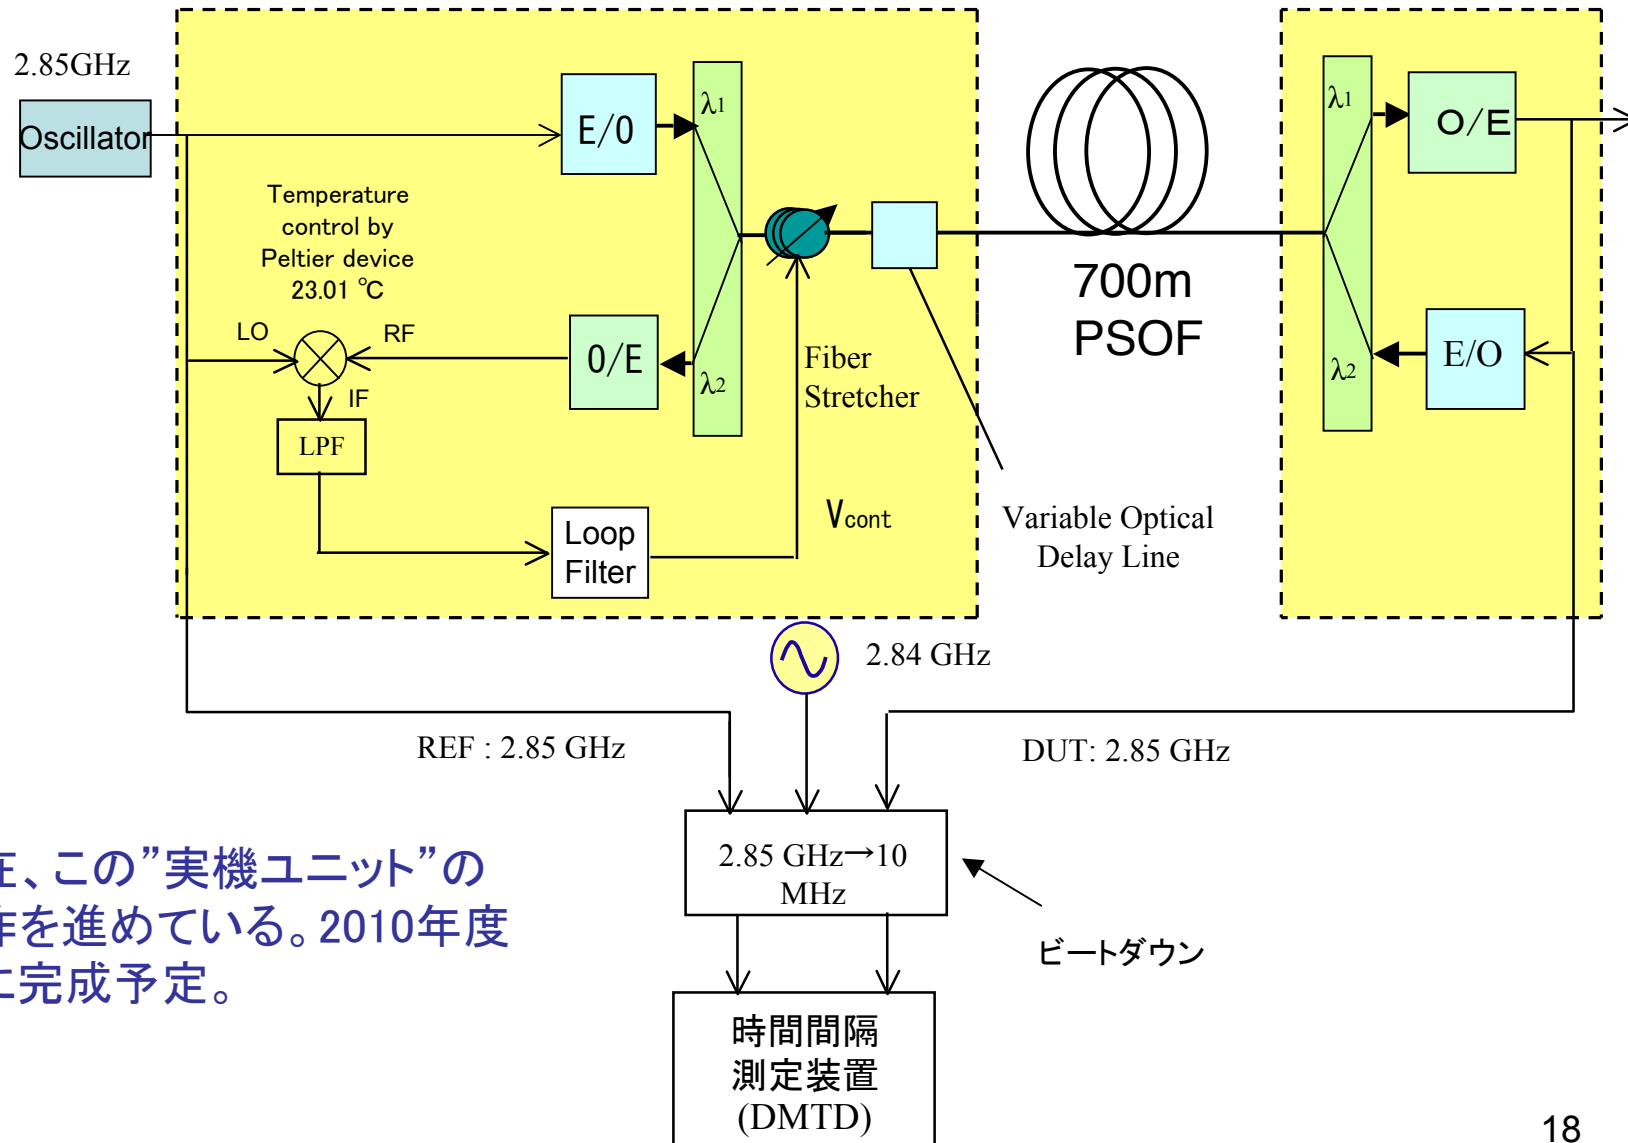 2.85GHz
Oscillator
Temperature
control by
Peltier device
23.01 ℃
E/O
λ1
λ2
O/E
LO
RF
IF
LPF
Loop
Filter
Vcont
Fiber
Stretcher
Variable Optical
Delay Line
700m
PSOF
λ1
λ2
O/E
E/O
2.84 GHz
REF : 2.85 GHz
DUT: 2.85 GHz
2.85 GHz→10
MHz
ビートダウン
時間間隔
測定装置
(DMTD)
、この”実機ユニット”の
を進めている。2010年度
に完成予定。
18